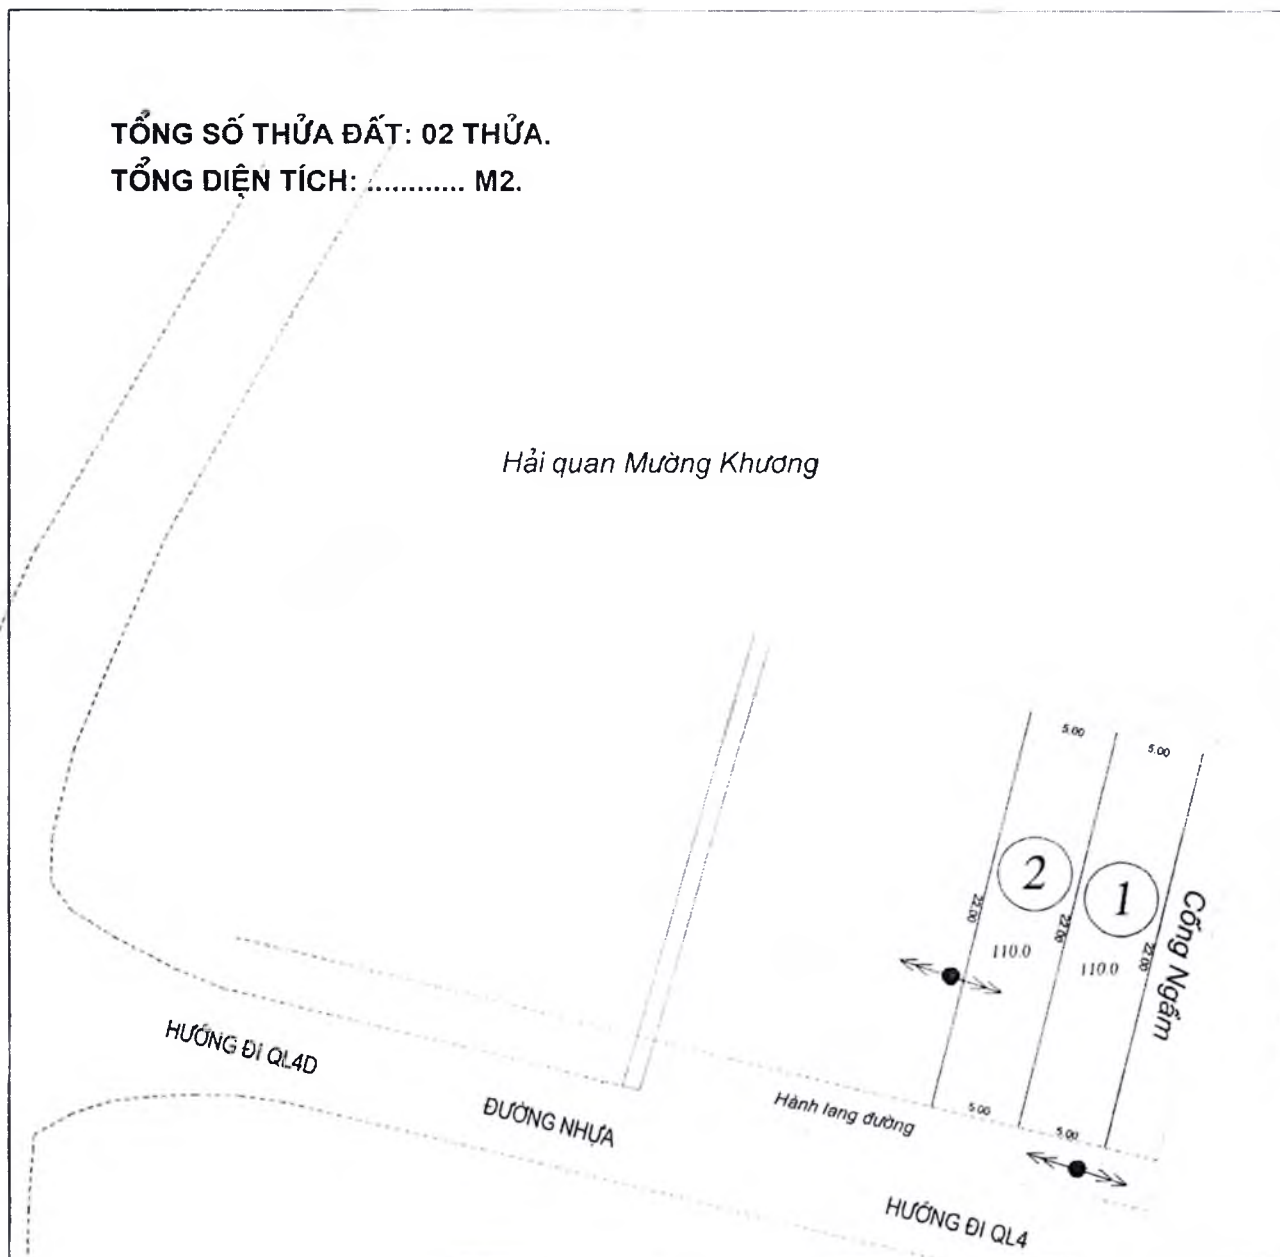 TỔNG SỐ THỬA ĐẤT: 02 THỬA.
TỔNG DIỆN TÍCH: ............ M2.
Hải quan Mường Khương
5.00
5.00
2
1
22.00
22.00
22.00
110.0
110.0
Cống Ngầm
HƯỚNG ĐI QL4D
ĐƯỜNG NHỰA
Hành lang đường
5.00
5.00
HƯỚNG ĐI QL4